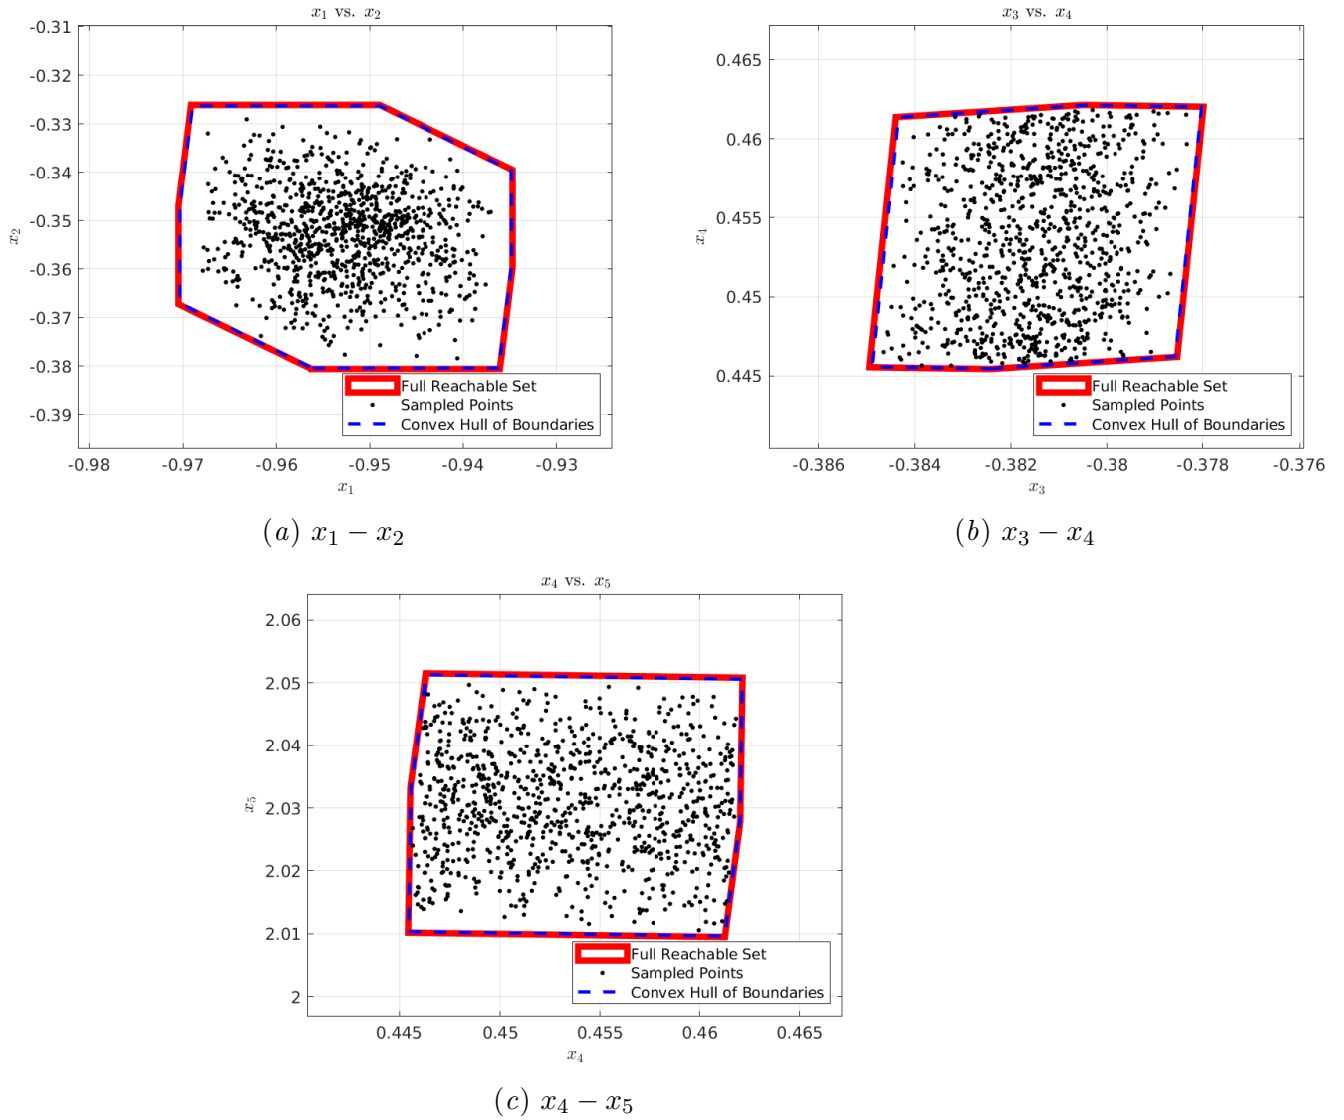 x₁ vs. x₂
-0.31
-0.32
-0.33
-0.34
-0.35
-0.36
-0.37
-0.38
-0.39
x₂
Full Reachable Set
Sampled Points
Convex Hull of Boundaries
-0.98 -0.97 -0.96 -0.95 -0.94 -0.93
x₁
(a) x₁ − x₂
x₃ vs. x₄
0.465
0.46
0.455
0.45
0.445
x₄
Full Reachable Set
Sampled Points
Convex Hull of Boundaries
-0.386 -0.384 -0.382 -0.38 -0.378 -0.376
x₃
(b) x₃ − x₄
x₄ vs. x₅
2.06
2.05
2.04
2.03
2.02
2.01
2
x₅
Full Reachable Set
Sampled Points
Convex Hull of Boundaries
0.445 0.45 0.455 0.46 0.465
x₄
(c) x₄ − x₅